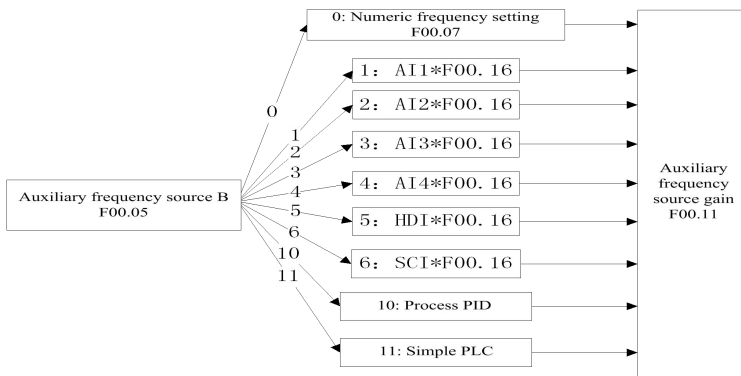 0: Numeric frequency setting
F00.07
1: AI1*F00.16
2: AI2*F00.16
3: AI3*F00.16
4: AI4*F00.16
5: HDI*F00.16
6: SCI*F00.16
10: Process PID
11: Simple PLC
0
1
2
3
4
5
6
10
11
Auxiliary frequency source B
F00.05
Auxiliary
frequency
source gain
F00.11